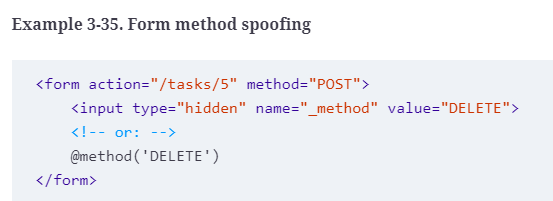 Example 3-35. Form method spoofing
<form action="/tasks/5" method="POST">
    <input type="hidden" name="_method" value="DELETE">
    <!-- or: -->
    @method('DELETE')
</form>